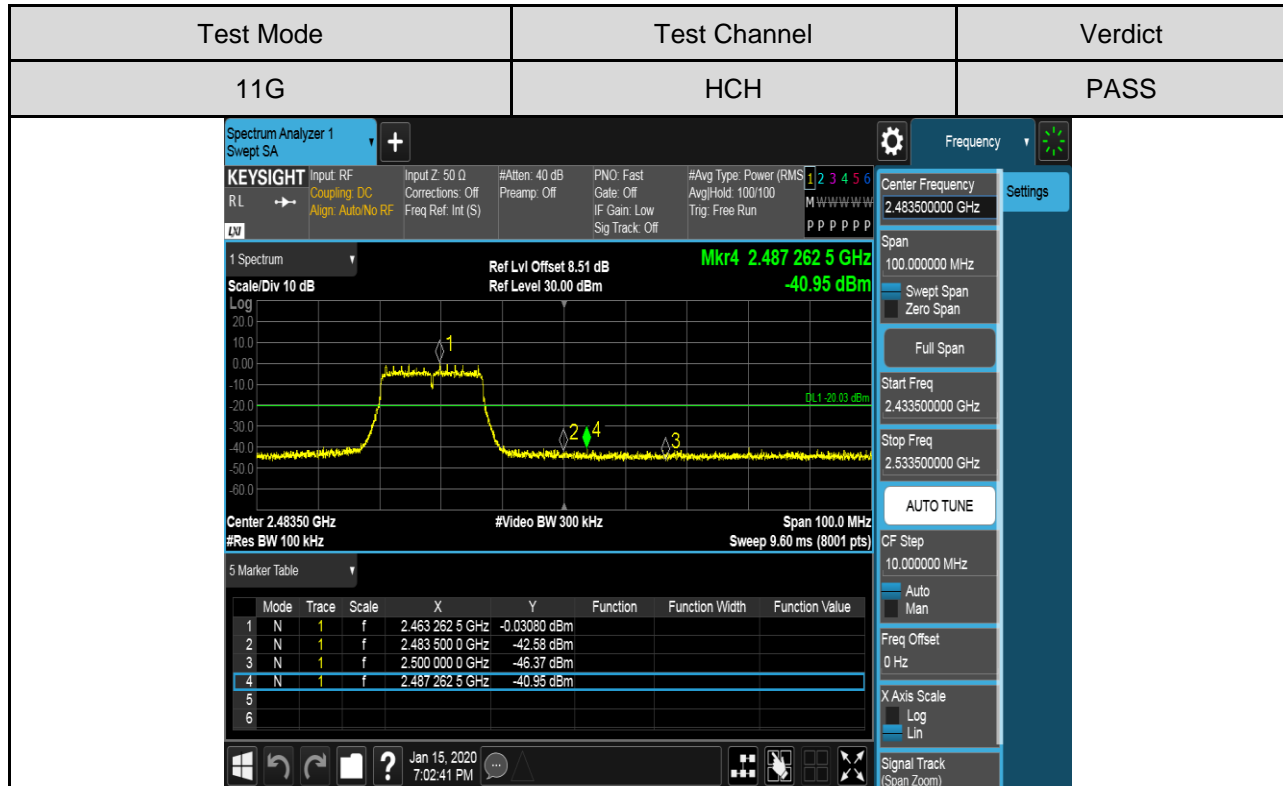 Test Mode Test Channel Verdict
11G HCH PASS
Spectrum Analyzer 1
Swept SA
+
Frequency
KEYSIGHT
RL
LXI
Input: RF
Coupling: DC
Align: Auto/No RF
Input Z: 50 Ω
Corrections: Off
Freq Ref: Int (S)
#Atten: 40 dB
Preamp: Off
PNO: Fast
Gate: Off
IF Gain: Low
Sig Track: Off
#Avg Type: Power (RMS
Avg|Hold: 100/100
Trig: Free Run
1 2 3 4 5 6
M W W W W W
P P P P P P
1 Spectrum
Scale/Div 10 dB
Ref Lvl Offset 8.51 dB
Ref Level 30.00 dBm
Mkr4 2.487 262 5 GHz
-40.95 dBm
Log
20.0
10.0
0.00
-10.0
-20.0
-30.0
-40.0
-50.0
-60.0
1
2
4
3
DL1 -20.03 dBm
Center 2.48350 GHz
#Res BW 100 kHz
#Video BW 300 kHz
Span 100.0 MHz
Sweep 9.60 ms (8001 pts)
5 Marker Table
Mode Trace Scale X Y Function Function Width Function Value
1 N 1 f 2.463 262 5 GHz -0.03080 dBm
2 N 1 f 2.483 500 0 GHz -42.58 dBm
3 N 1 f 2.500 000 0 GHz -46.37 dBm
4 N 1 f 2.487 262 5 GHz -40.95 dBm
5
6
?
Jan 15, 2020
7:02:41 PM
Center Frequency
2.483500000 GHz
Settings
Span
100.000000 MHz
Swept Span
Zero Span
Full Span
Start Freq
2.433500000 GHz
Stop Freq
2.533500000 GHz
AUTO TUNE
CF Step
10.000000 MHz
Auto
Man
Freq Offset
0 Hz
X Axis Scale
Log
Lin
Signal Track
(Span Zoom)